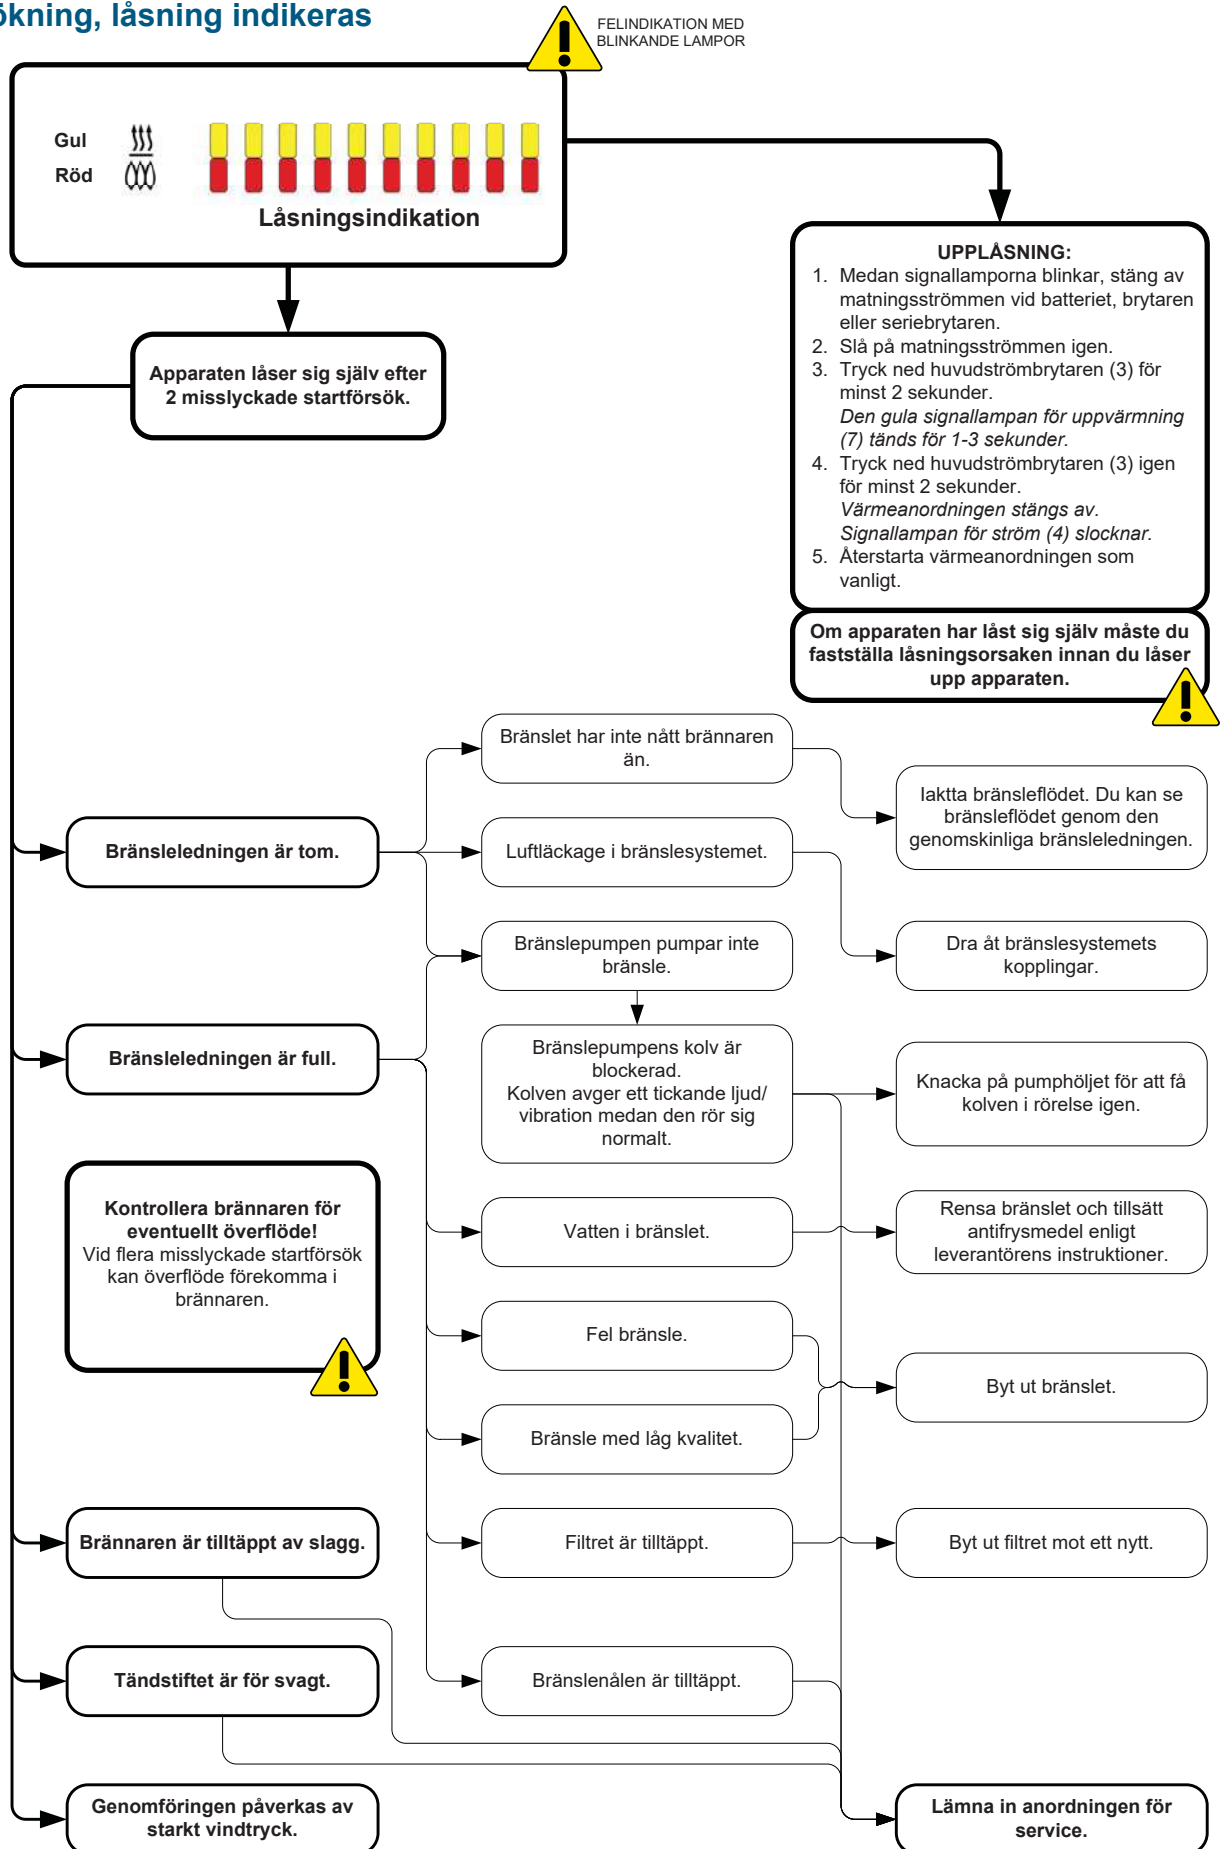 ökning, låsning indikeras
FELINDIKATION MED
BLINKANDE LAMPOR
Gul
Röd
Låsningsindikation
UPPLÅSNING:
1. Medan signallamporna blinkar, stäng av
matningsströmmen vid batteriet, brytaren
eller seriebrytaren.
2. Slå på matningsströmmen igen.
3. Tryck ned huvudströmbrytaren (3) för
minst 2 sekunder.
Den gula signallampan för uppvärmning
(7) tänds för 1-3 sekunder.
4. Tryck ned huvudströmbrytaren (3) igen
för minst 2 sekunder.
Värmeanordningen stängs av.
Signallampan för ström (4) slocknar.
5. Återstarta värmeanordningen som
vanligt.
Apparaten låser sig själv efter
2 misslyckade startförsök.
Om apparaten har låst sig själv måste du
fastställa låsningsorsaken innan du låser
upp apparaten.
Bränslet har inte nått brännaren
än.
Iaktta bränsleflödet. Du kan se
bränsleflödet genom den
genomskinliga bränsleledningen.
Bränsleledningen är tom.
Luftläckage i bränslesystemet.
Bränslepumpen pumpar inte
bränsle.
Dra åt bränslesystemets
kopplingar.
Bränsleledningen är full.
Bränslepumpens kolv är
blockerad.
Kolven avger ett tickande ljud/
vibration medan den rör sig
normalt.
Knacka på pumphöljet för att få
kolven i rörelse igen.
Kontrollera brännaren för
eventuellt överflöde!
Vid flera misslyckade startförsök
kan överflöde förekomma i
brännaren.
Vatten i bränslet.
Rensa bränslet och tillsätt
antifrysmedel enligt
leverantörens instruktioner.
Fel bränsle.
Byt ut bränslet.
Bränsle med låg kvalitet.
Brännaren är tilltäppt av slagg.
Filtret är tilltäppt.
Byt ut filtret mot ett nytt.
Tändstiftet är för svagt.
Bränslenålen är tilltäppt.
Genomföringen påverkas av
starkt vindtryck.
Lämna in anordningen för
service.